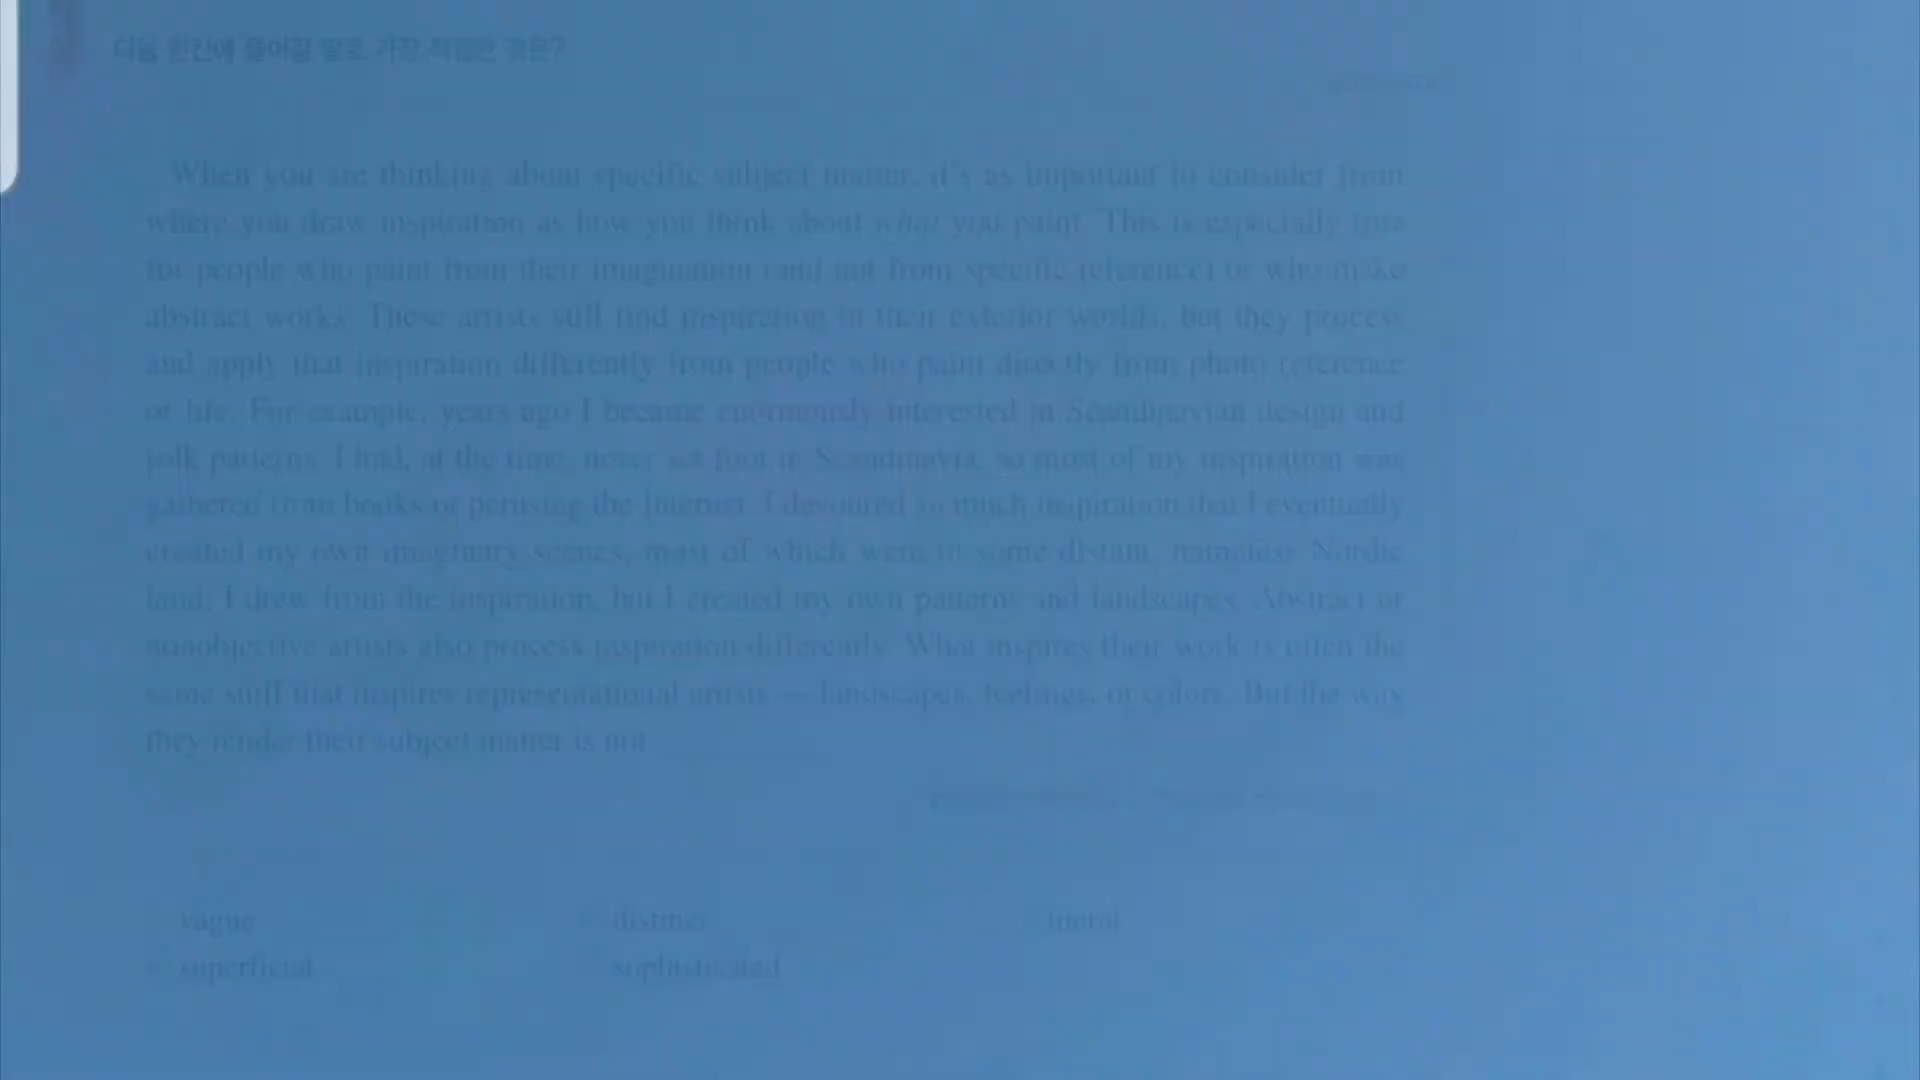 다음 빈칸에 들어갈 말로 가장 적절한 것은?
When you are thinking about specific subject matter, it's as important to consider from
where you draw inspiration as how you think about what you paint. This is especially true
for people who paint from their imagination (and not from specific reference) or who make
abstract works. These artists still find inspiration in their exterior worlds, but they process
and apply that inspiration differently from people who paint directly from photo reference
or life. For example, years ago I became enormously interested in Scandinavian design and
folk patterns. I had, at the time, never set foot in Scandinavia, so most of my inspiration was
gathered from books or perusing the Internet. I devoured so much inspiration that I eventually
created my own imaginary scenes, most of which were in some distant, nameless Nordic
land. I drew from the inspiration, but I created my own patterns and landscapes. Abstract or
nonobjective artists also process inspiration differently. What inspires their work is often the
same stuff that inspires representational artists — landscapes, feelings, or colors. But the way
they render their subject matter is not
vague distinct literal
superficial sophisticated